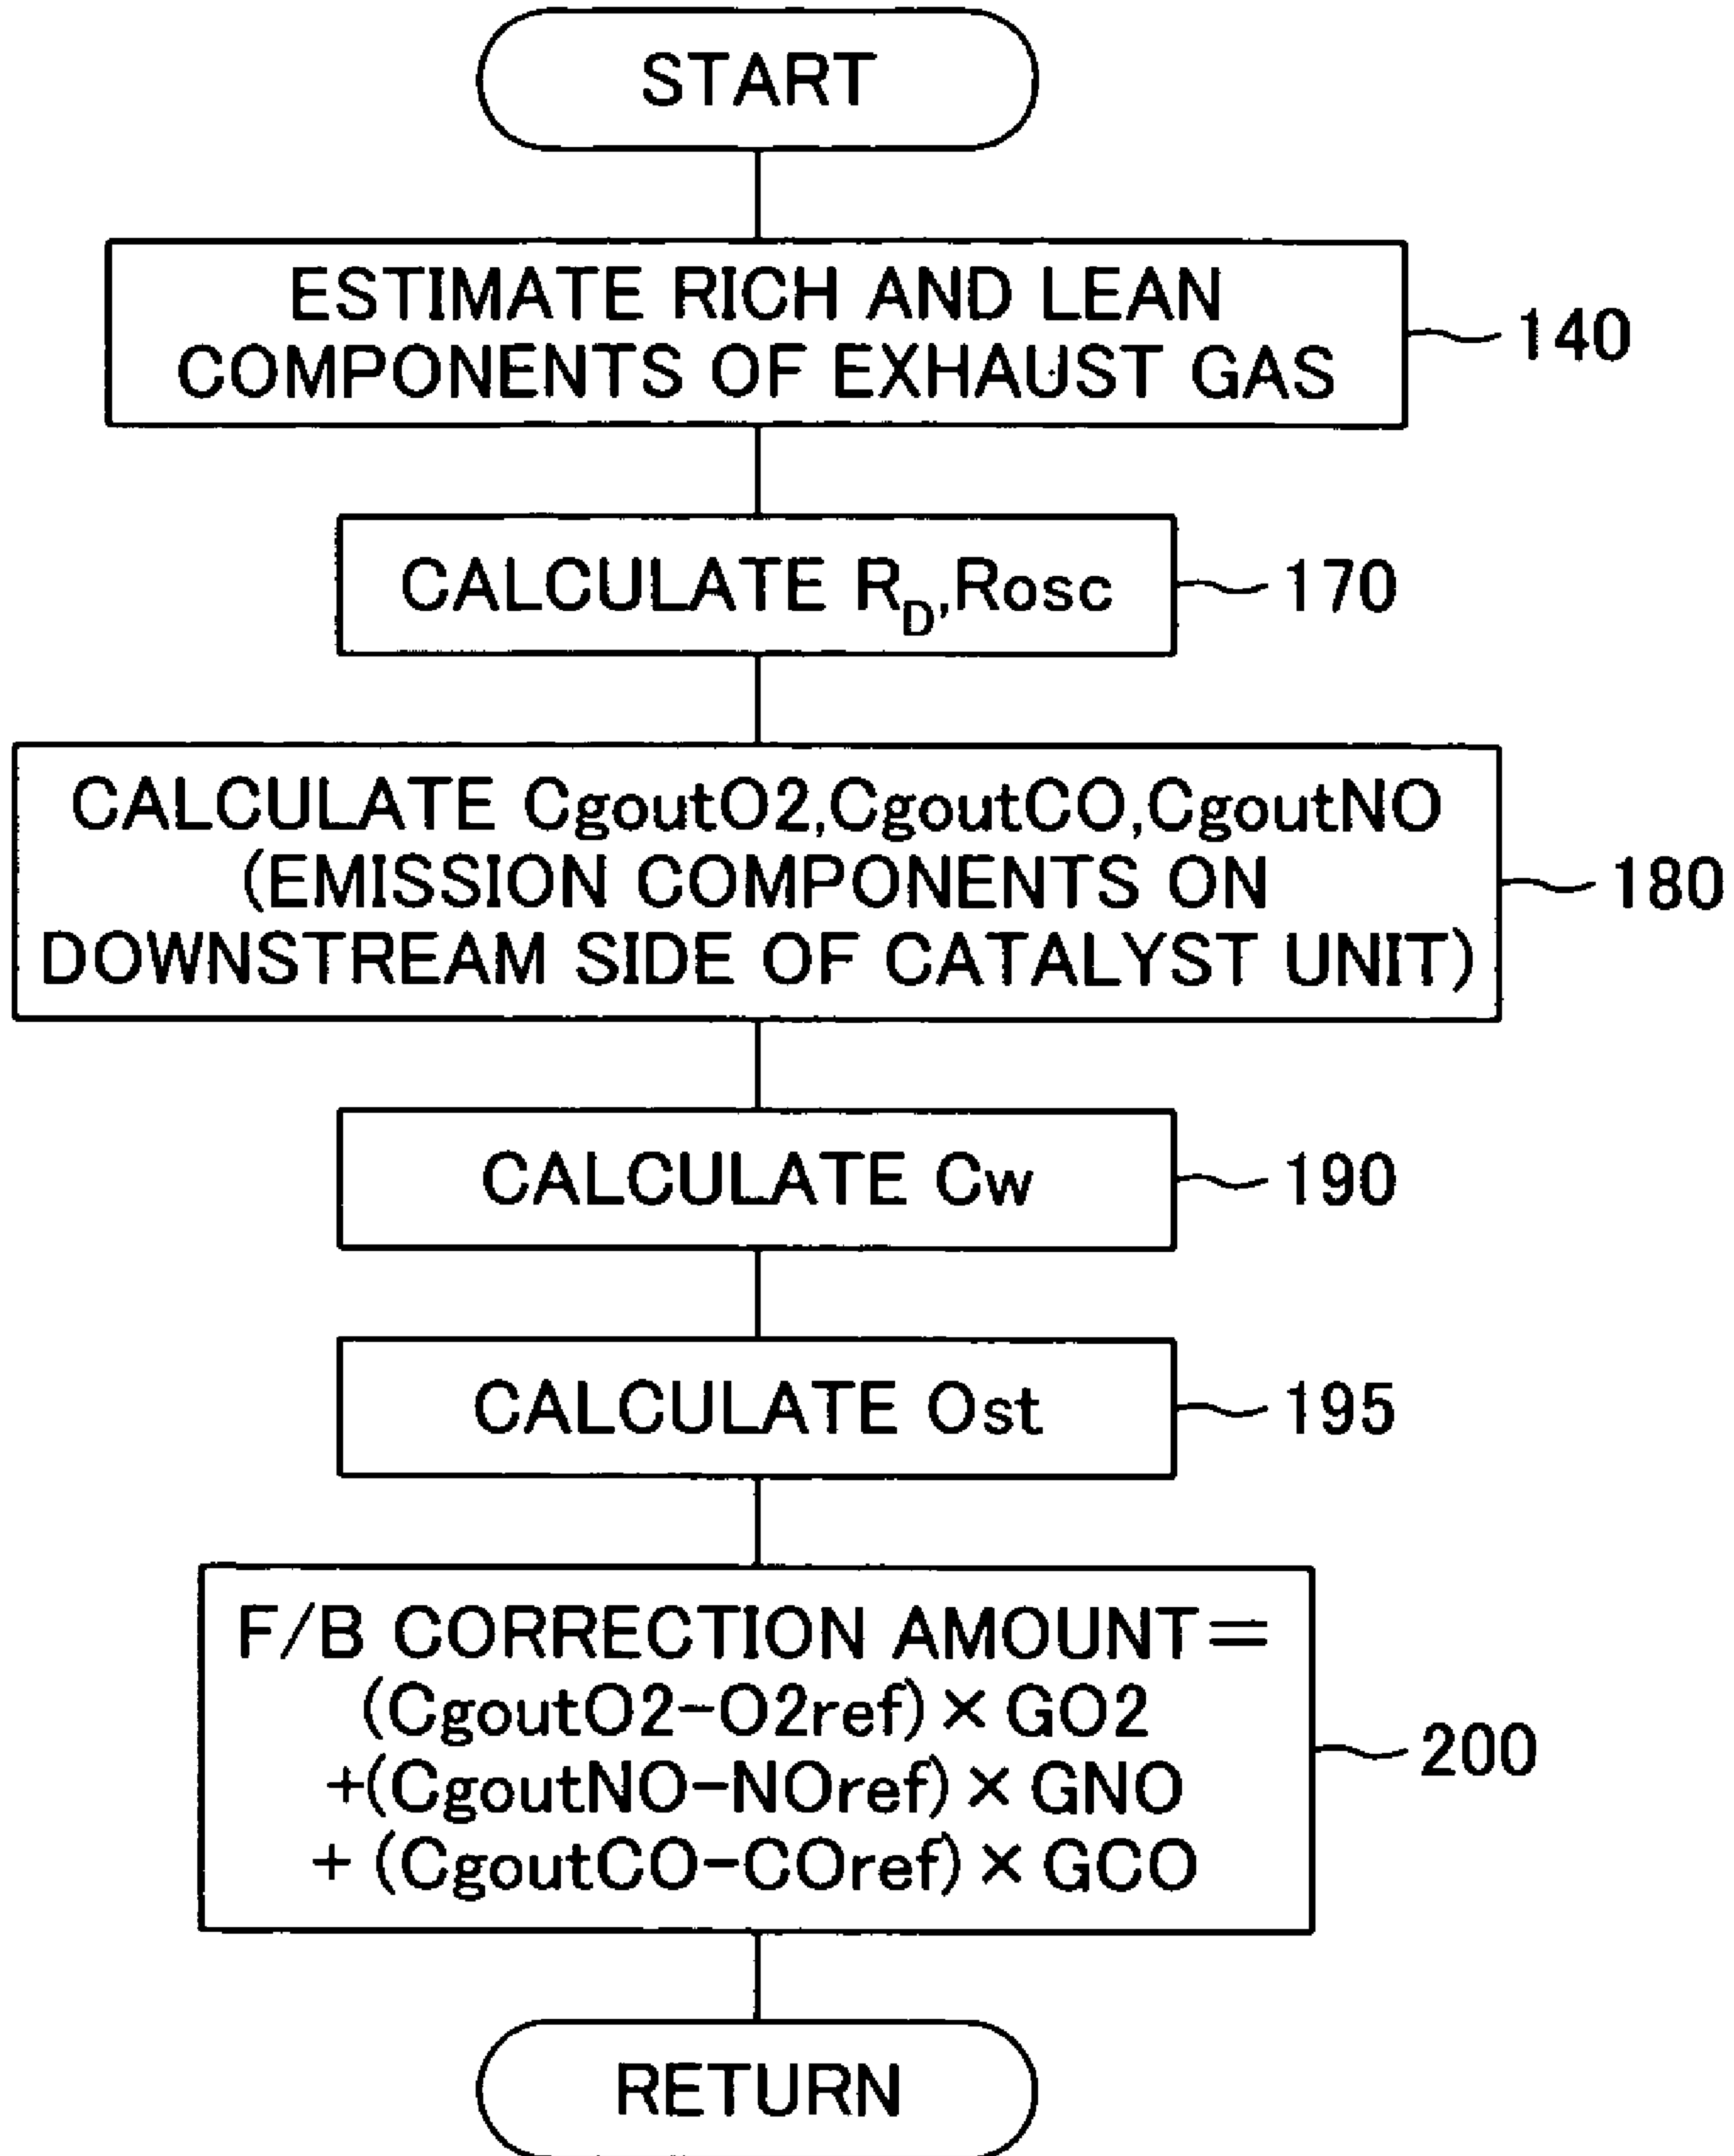 START
ESTIMATE RICH AND LEAN
COMPONENTS OF EXHAUST GAS
140
CALCULATE R_D,Rosc
170
CALCULATE CgoutO2,CgoutCO,CgoutNO
(EMISSION COMPONENTS ON
DOWNSTREAM SIDE OF CATALYST UNIT)
180
CALCULATE Cw
190
CALCULATE Ost
195
F/B CORRECTION AMOUNT=
(CgoutO2-O2ref)×GO2
+(CgoutNO-NOref)×GNO
+(CgoutCO-COref)×GCO
200
RETURN